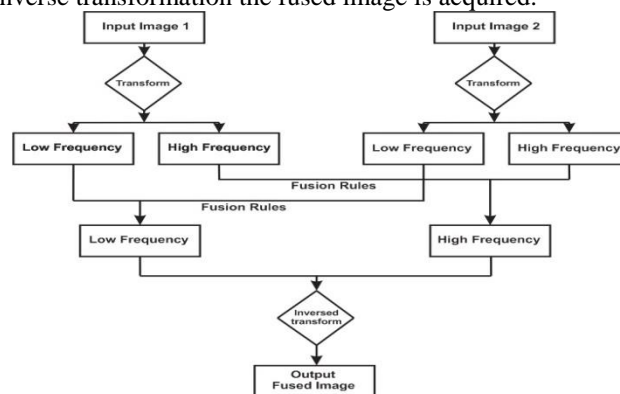 inverse transformation the fused image is acquired.
Input Image 1
Input Image 2
Transform
Transform
Low Frequency
High Frequency
Low Frequency
High Frequency
Fusion Rules
Fusion Rules
Low Frequency
High Frequency
Inversed
transform
Output
Fused Image